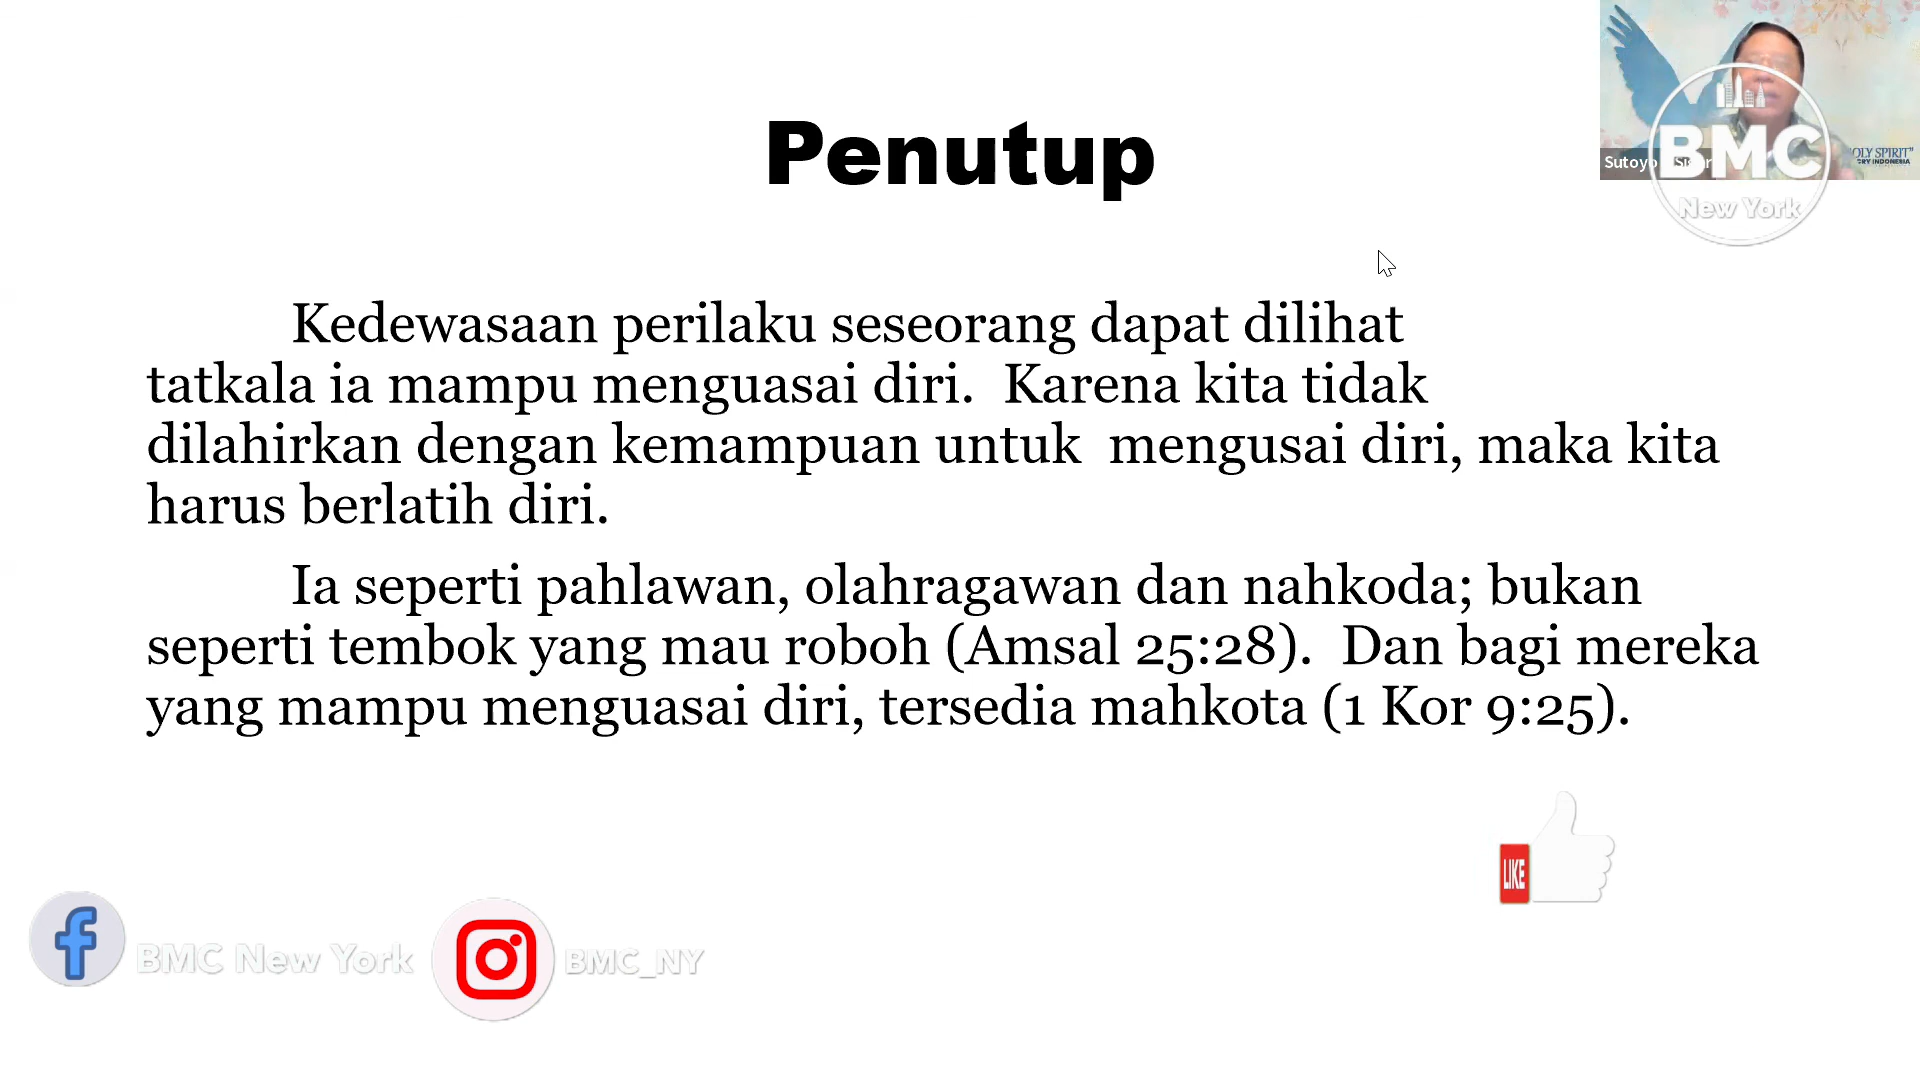 Penutup
Kedewasaan perilaku seseorang dapat dilihat
tatkala ia mampu menguasai diri.  Karena kita tidak
dilahirkan dengan kemampuan untuk  mengusai diri, maka kita
harus berlatih diri.
Ia seperti pahlawan, olahragawan dan nahkoda; bukan
seperti tembok yang mau roboh (Amsal 25:28).  Dan bagi mereka
yang mampu menguasai diri, tersedia mahkota (1 Kor 9:25).
Sutoyo
BMC
New York
SPIRIT"
INDONESIA
LIKE
BMC New York
BMC_NY